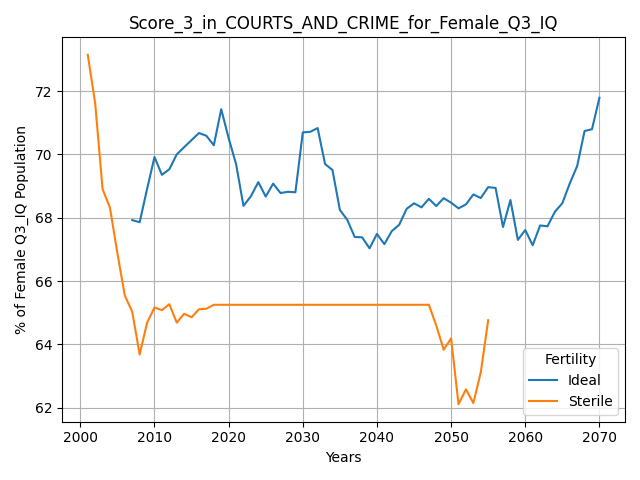 Score_3_in_COURTS_AND_CRIME_for_Female_Q3_IQ
% of Female Q3_IQ Population
72
70
68
66
64
62
2000 2010 2020 2030 2040 2050 2060 2070
Years
Fertility
Ideal
Sterile